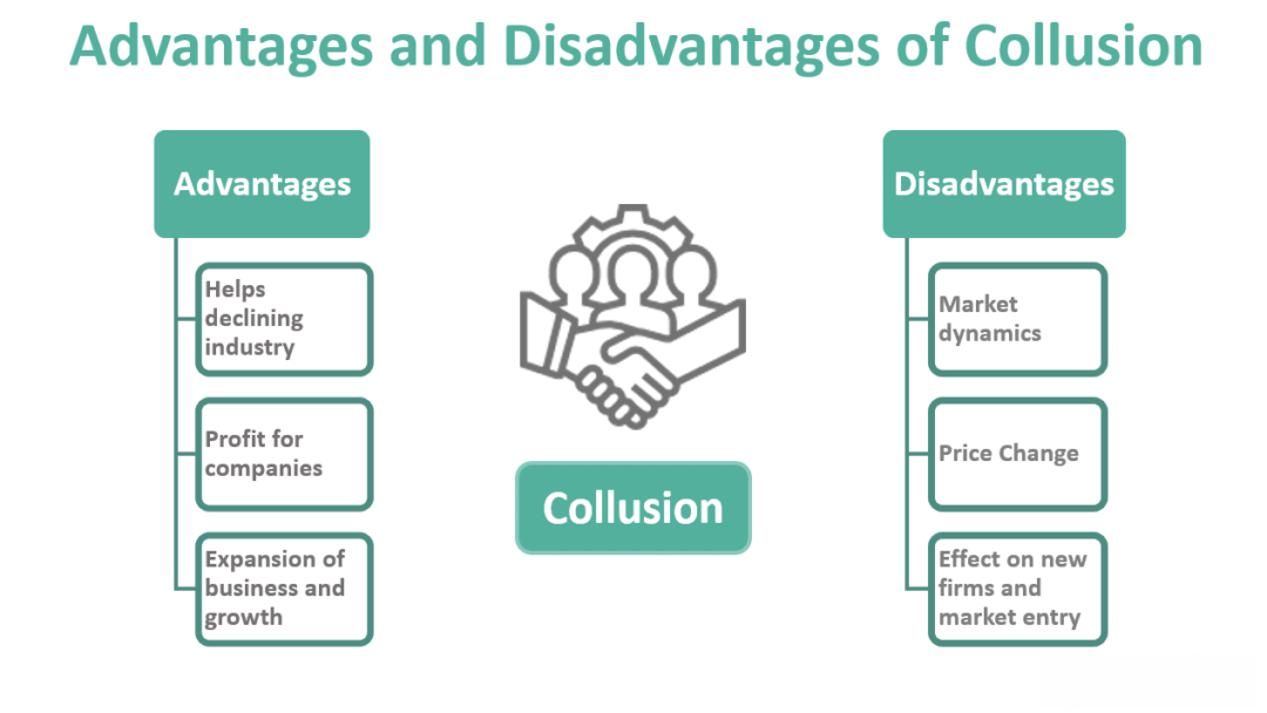 Advantages and Disadvantages of Collusion
Advantages
Helps
declining
industry
Profit for
companies
Expansion of
business and
growth
Collusion
Disadvantages
Market
dynamics
Price Change
Effect on new
firms and
market entry